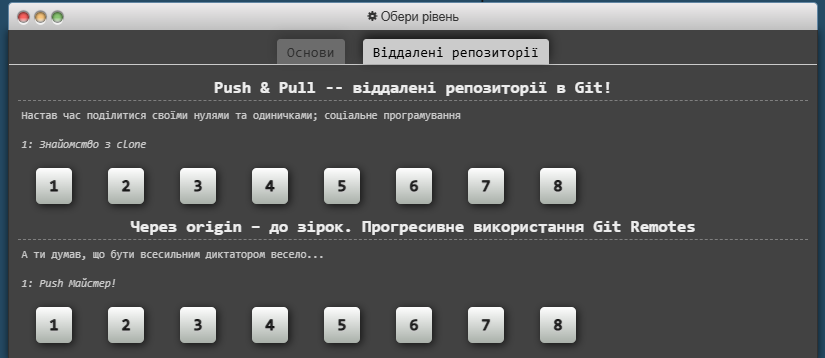 Обери рівень
Основи Віддалені репозиторії
Push & Pull -- віддалені репозиторії в Git!
Настав час поділитися своїми нулями та одиничками; соціальне програмування
1: Знайомство з clone
1 2 3 4 5 6 7 8
Через origin – до зірок. Прогресивне використання Git Remotes
А ти думав, що бути всесильним диктатором весело...
1: Push Майстер!
1 2 3 4 5 6 7 8